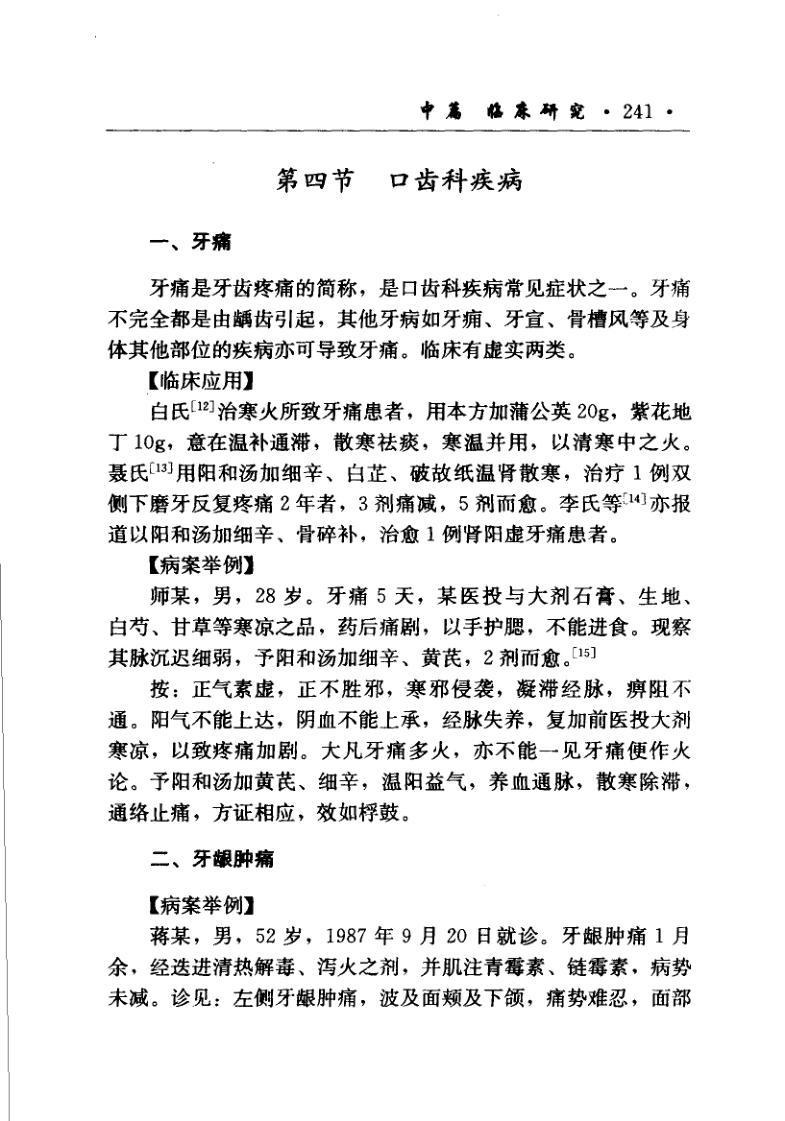 中篇 临床研究 · 241 ·
第四节 口齿科疾病
一、牙痛
牙痛是牙齿疼痛的简称，是口齿科疾病常见症状之一。牙痛
不完全都是由龋齿引起，其他牙病如牙痈、牙宣、骨槽风等及身
体其他部位的疾病亦可导致牙痛。临床有虚实两类。
【临床应用】
白氏[12]治寒火所致牙痛患者，用本方加蒲公英 20g，紫花地
丁 10g，意在温补通滞，散寒祛痰，寒温并用，以清寒中之火。
聂氏[13]用阳和汤加细辛、白芷、破故纸温肾散寒，治疗 1 例双
侧下磨牙反复疼痛 2 年者，3 剂痛减，5 剂而愈。李氏等[14]亦报
道以阳和汤加细辛、骨碎补，治愈 1 例肾阳虚牙痛患者。
【病案举例】
师某，男，28 岁。牙痛 5 天，某医投与大剂石膏、生地、
白芍、甘草等寒凉之品，药后痛剧，以手护腮，不能进食。现察
其脉沉迟细弱，予阳和汤加细辛、黄芪，2 剂而愈。[15]
按：正气素虚，正不胜邪，寒邪侵袭，凝滞经脉，痹阻不
通。阳气不能上达，阴血不能上承，经脉失养，复加前医投大剂
寒凉，以致疼痛加剧。大凡牙痛多火，亦不能一见牙痛便作火
论。予阳和汤加黄芪、细辛，温阳益气，养血通脉，散寒除滞，
通络止痛，方证相应，效如桴鼓。
二、牙龈肿痛
【病案举例】
蒋某，男，52 岁，1987 年 9 月 20 日就诊。牙龈肿痛 1 月
余，经迭进清热解毒、泻火之剂，并肌注青霉素、链霉素，病势
未减。诊见：左侧牙龈肿痛，波及面颊及下颌，痛势难忍，面部